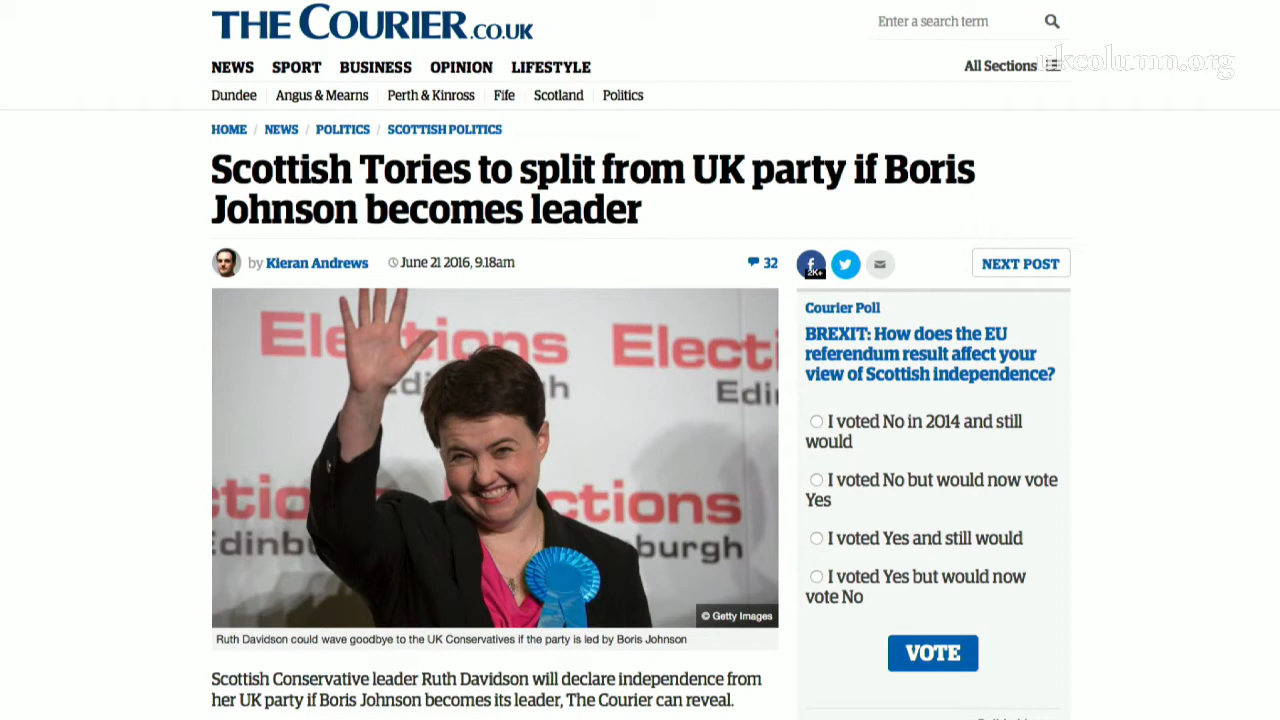 THE COURIER.CO.UK
Enter a search term
ukcolumn.org
NEWS SPORT BUSINESS OPINION LIFESTYLE
All Sections
Dundee Angus & Mearns Perth & Kinross Fife Scotland Politics
HOME / NEWS / POLITICS / SCOTTISH POLITICS
Scottish Tories to split from UK party if Boris
Johnson becomes leader
by Kieran Andrews June 21 2016, 9.18am
32
2K+
NEXT POST
Elections Electi
Edinburgh Edin
ctio ections
Edinbu burgh
© Getty Images
Ruth Davidson could wave goodbye to the UK Conservatives if the party is led by Boris Johnson
Scottish Conservative leader Ruth Davidson will declare independence from
her UK party if Boris Johnson becomes its leader, The Courier can reveal.
Courier Poll
BREXIT: How does the EU
referendum result affect your
view of Scottish independence?
I voted No in 2014 and still
would
I voted No but would now vote
Yes
I voted Yes and still would
I voted Yes but would now
vote No
VOTE